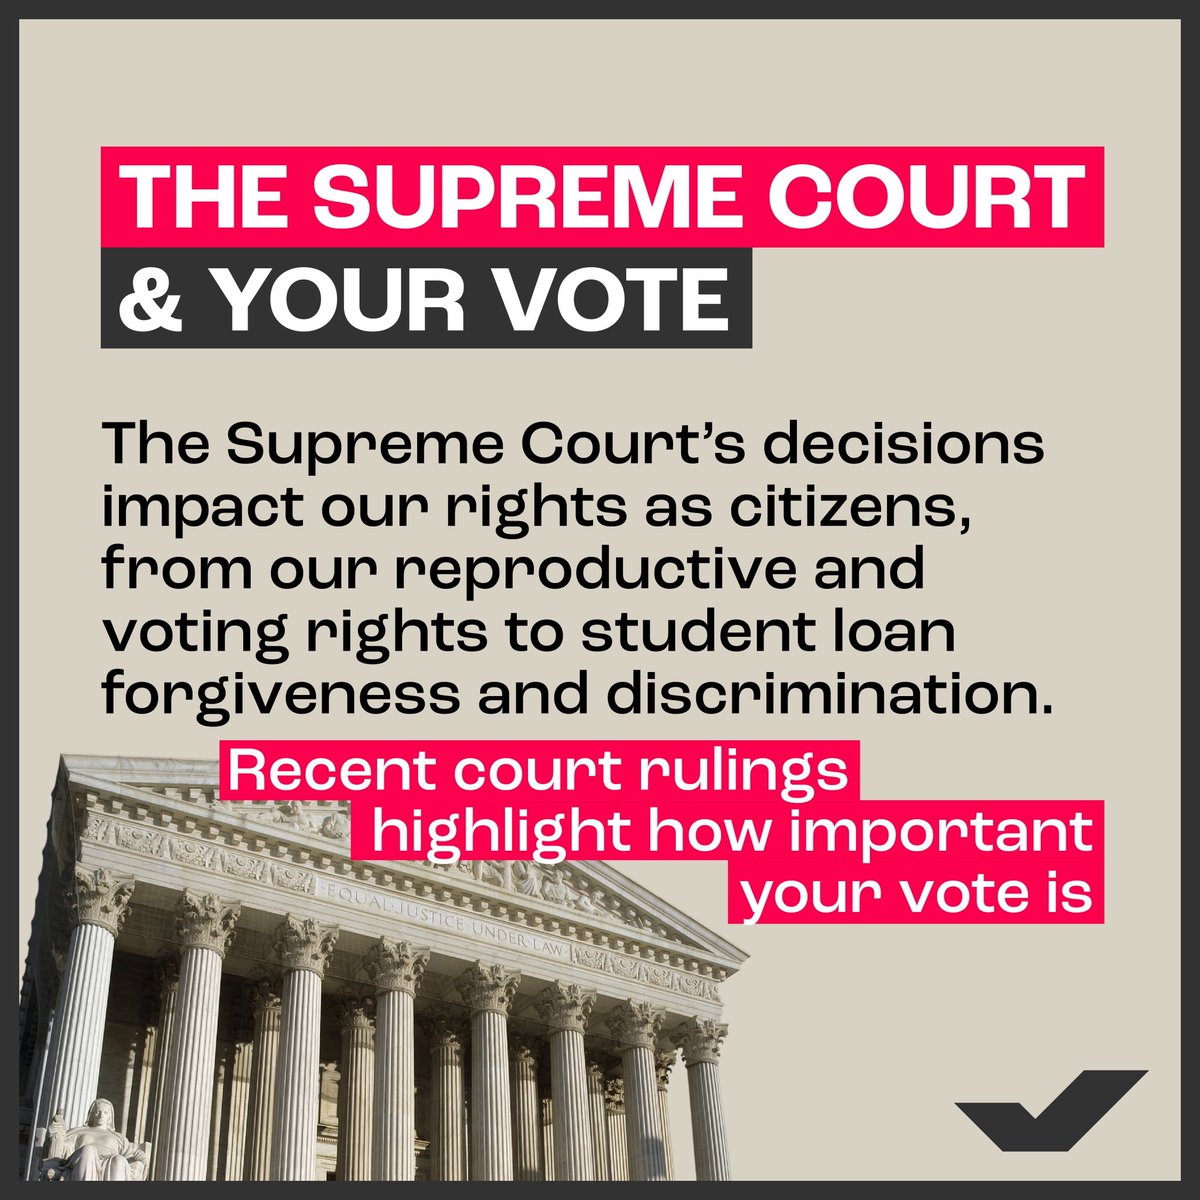 THE SUPREME COURT
& YOUR VOTE
The Supreme Court’s decisions
impact our rights as citizens,
from our reproductive and
voting rights to student loan
forgiveness and discrimination.
Recent court rulings
highlight how important
your vote is
EQUAL·JUSTICE·UNDER·LAW